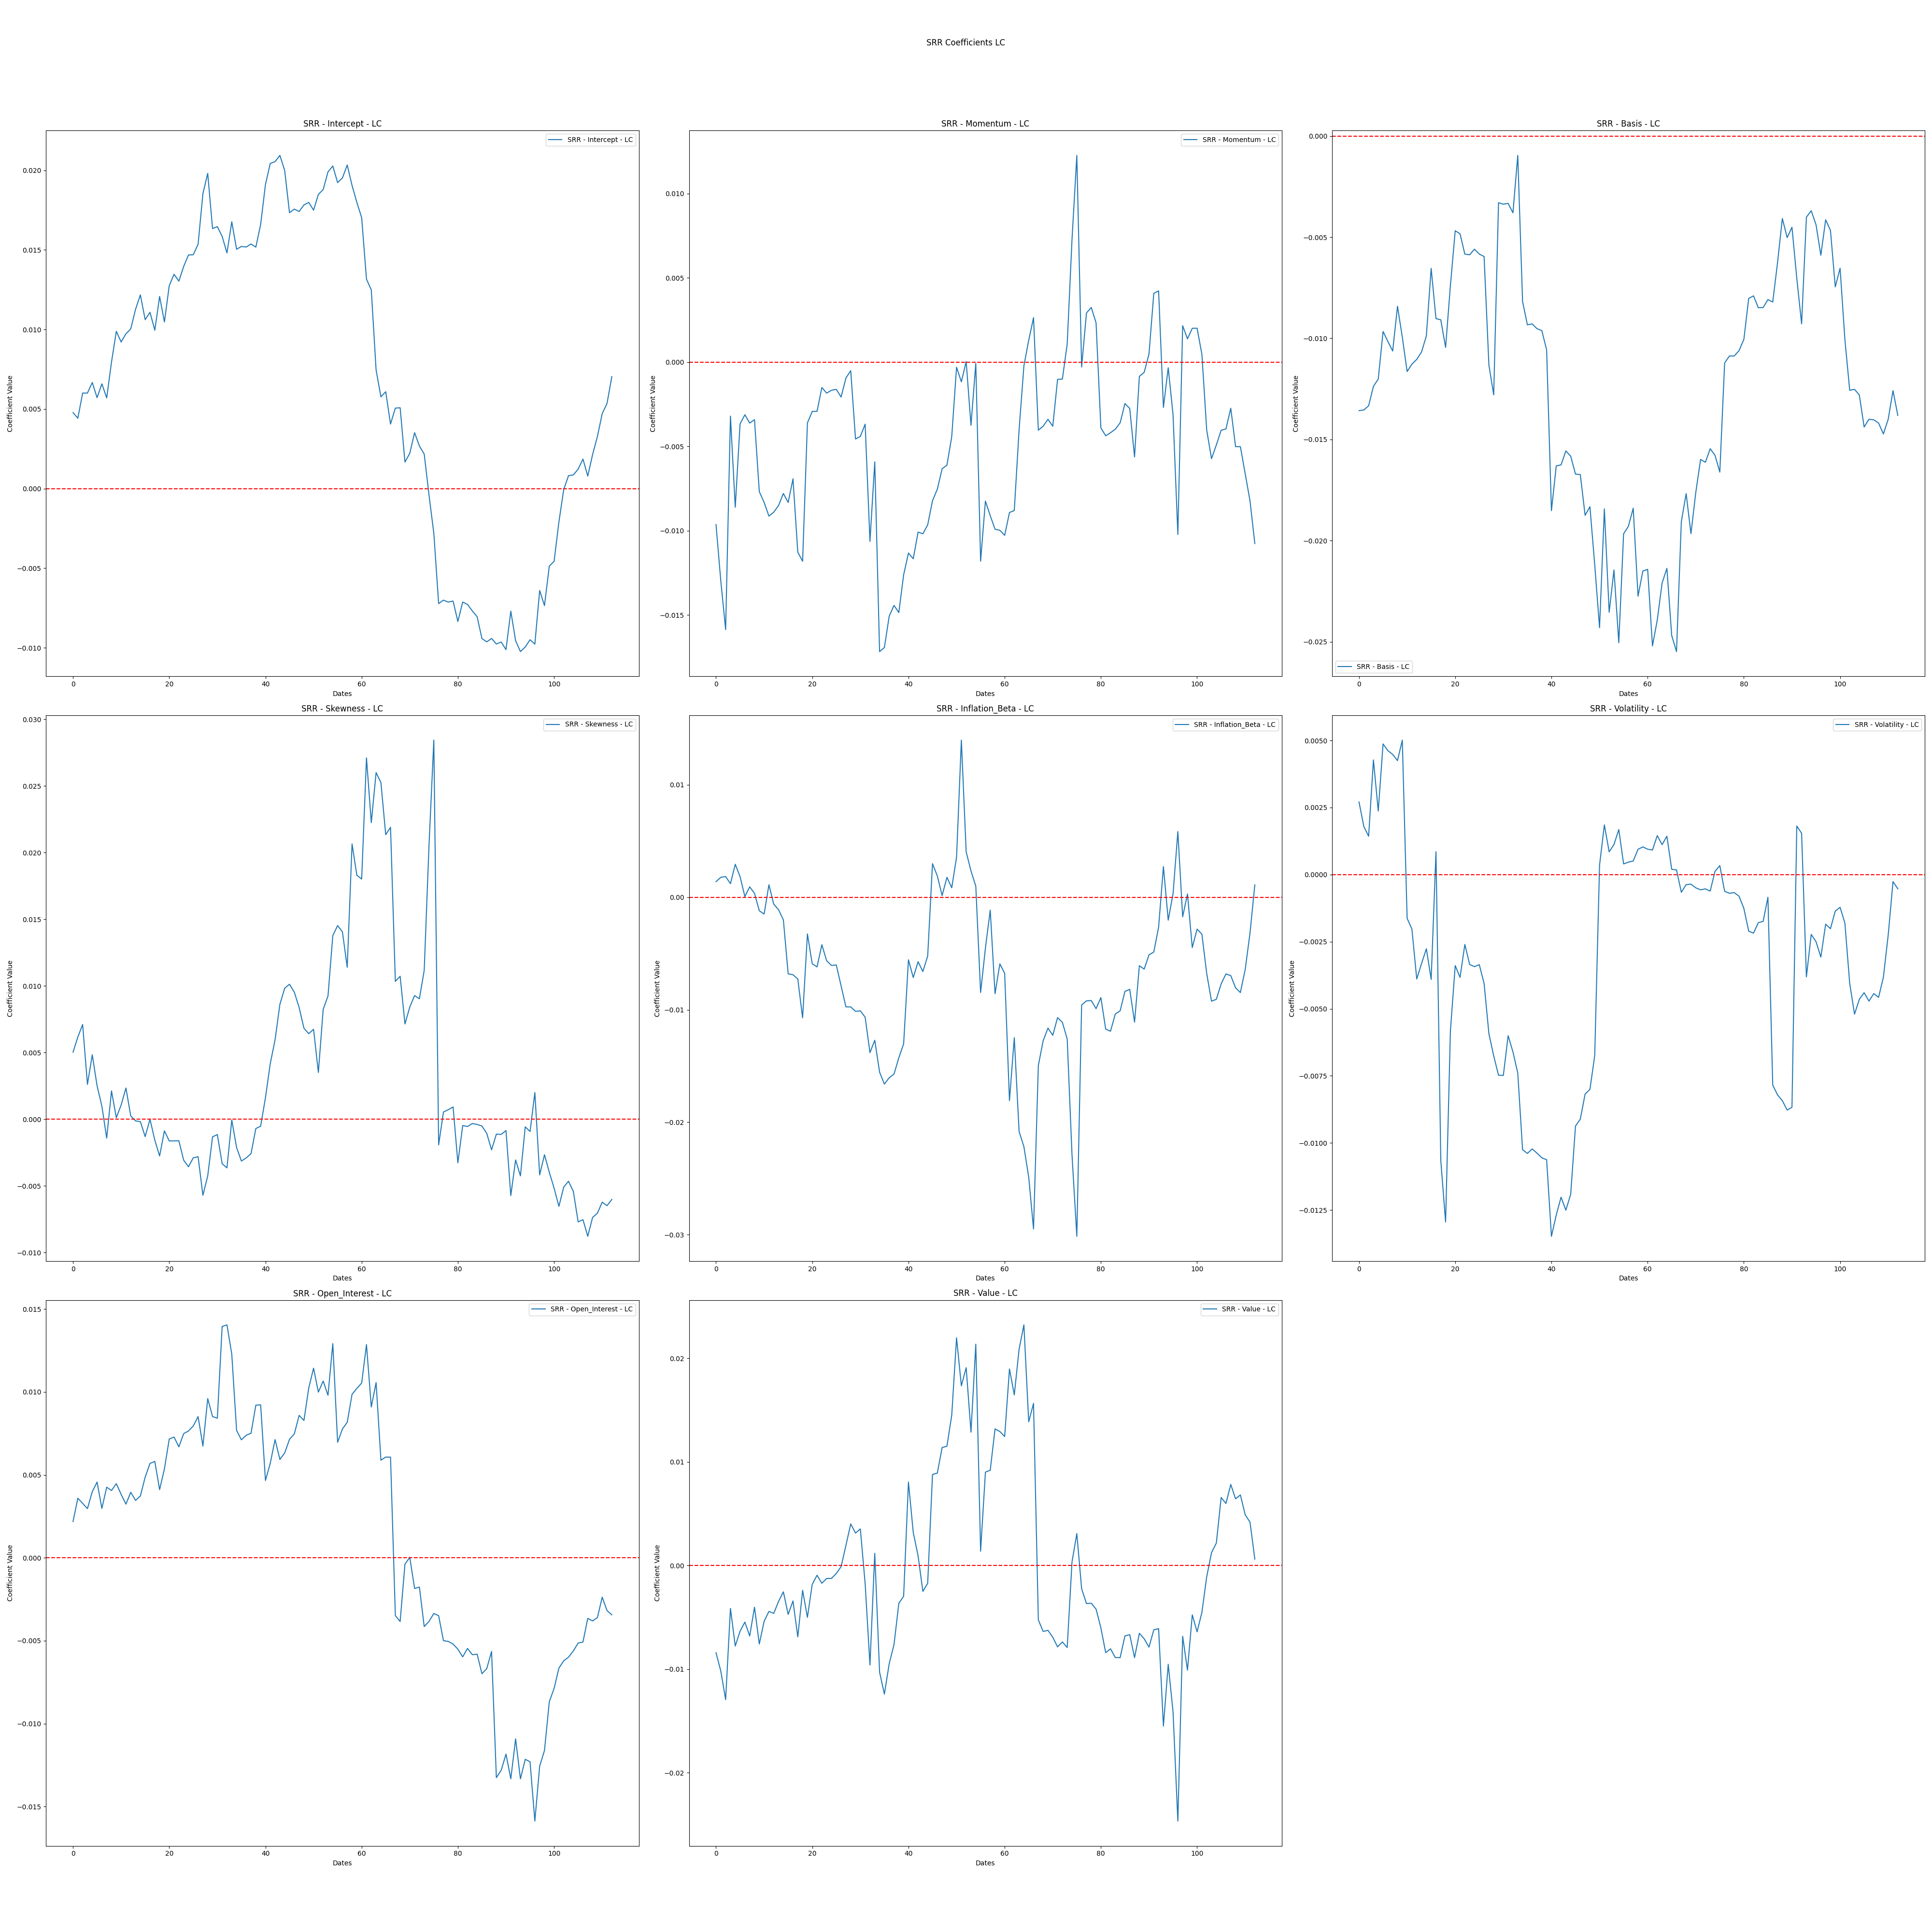 SRR Coefficients LC
SRR - Intercept - LC
SRR - Intercept - LC
0.020
0.015
0.010
0.005
0.000
−0.005
−0.010
Coefficient Value
0 20 40 60 80 100
Dates
SRR - Momentum - LC
SRR - Momentum - LC
0.010
0.005
0.000
−0.005
−0.010
−0.015
Coefficient Value
0 20 40 60 80 100
Dates
SRR - Basis - LC
0.000
−0.005
−0.010
−0.015
−0.020
−0.025
Coefficient Value
SRR - Basis - LC
0 20 40 60 80 100
Dates
SRR - Skewness - LC
SRR - Skewness - LC
0.030
0.025
0.020
0.015
0.010
0.005
0.000
−0.005
−0.010
Coefficient Value
0 20 40 60 80 100
Dates
SRR - Inflation_Beta - LC
SRR - Inflation_Beta - LC
0.01
0.00
−0.01
−0.02
−0.03
Coefficient Value
0 20 40 60 80 100
Dates
SRR - Volatility - LC
SRR - Volatility - LC
0.0050
0.0025
0.0000
−0.0025
−0.0050
−0.0075
−0.0100
−0.0125
Coefficient Value
0 20 40 60 80 100
Dates
SRR - Open_Interest - LC
SRR - Open_Interest - LC
0.015
0.010
0.005
0.000
−0.005
−0.010
−0.015
Coefficient Value
0 20 40 60 80 100
Dates
SRR - Value - LC
SRR - Value - LC
0.02
0.01
0.00
−0.01
−0.02
Coefficient Value
0 20 40 60 80 100
Dates